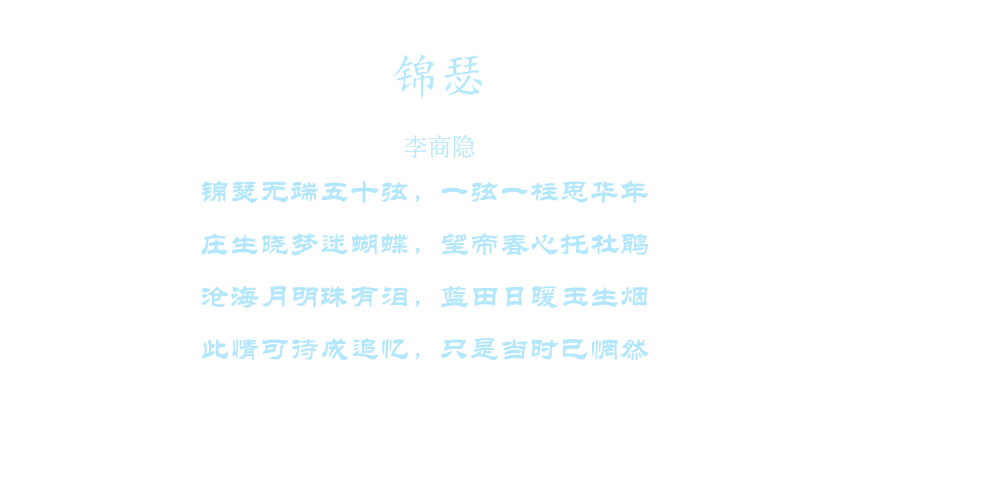 锦瑟
李商隐
锦瑟无端五十弦，一弦一柱思华年
庄生晓梦迷蝴蝶，望帝春心托杜鹃
沧海月明珠有泪，蓝田日暖玉生烟
此情可待成追忆，只是当时已惘然